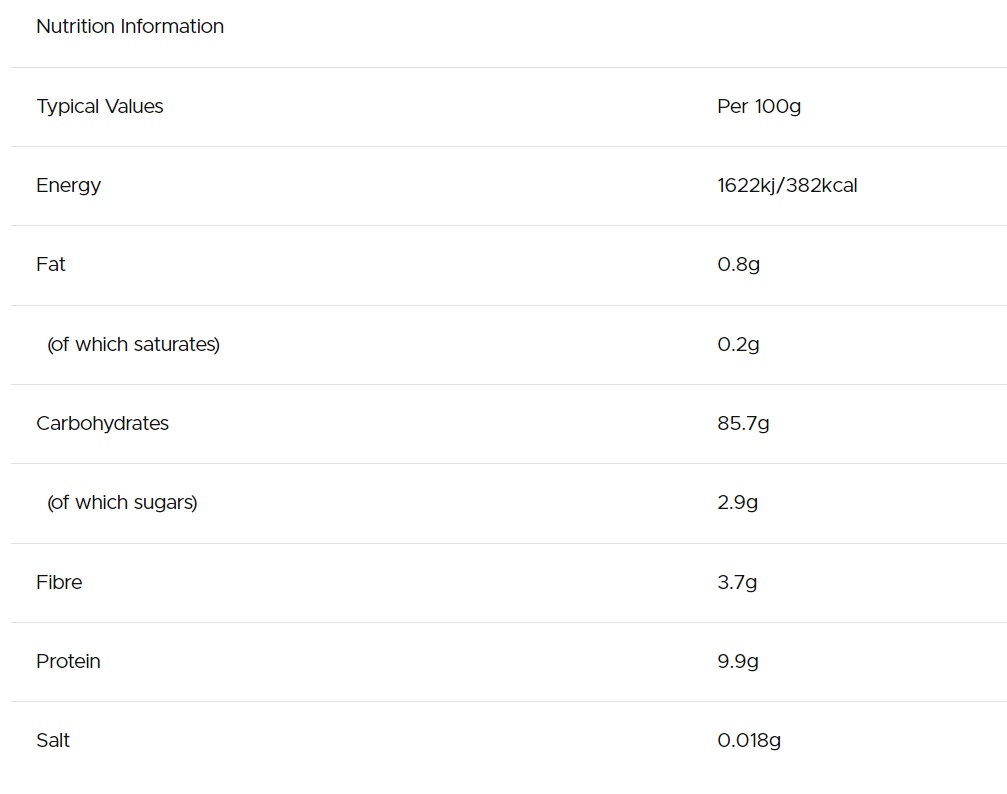 Nutrition Information
Typical Values Per 100g
Energy 1622kj/382kcal
Fat 0.8g
(of which saturates) 0.2g
Carbohydrates 85.7g
(of which sugars) 2.9g
Fibre 3.7g
Protein 9.9g
Salt 0.018g